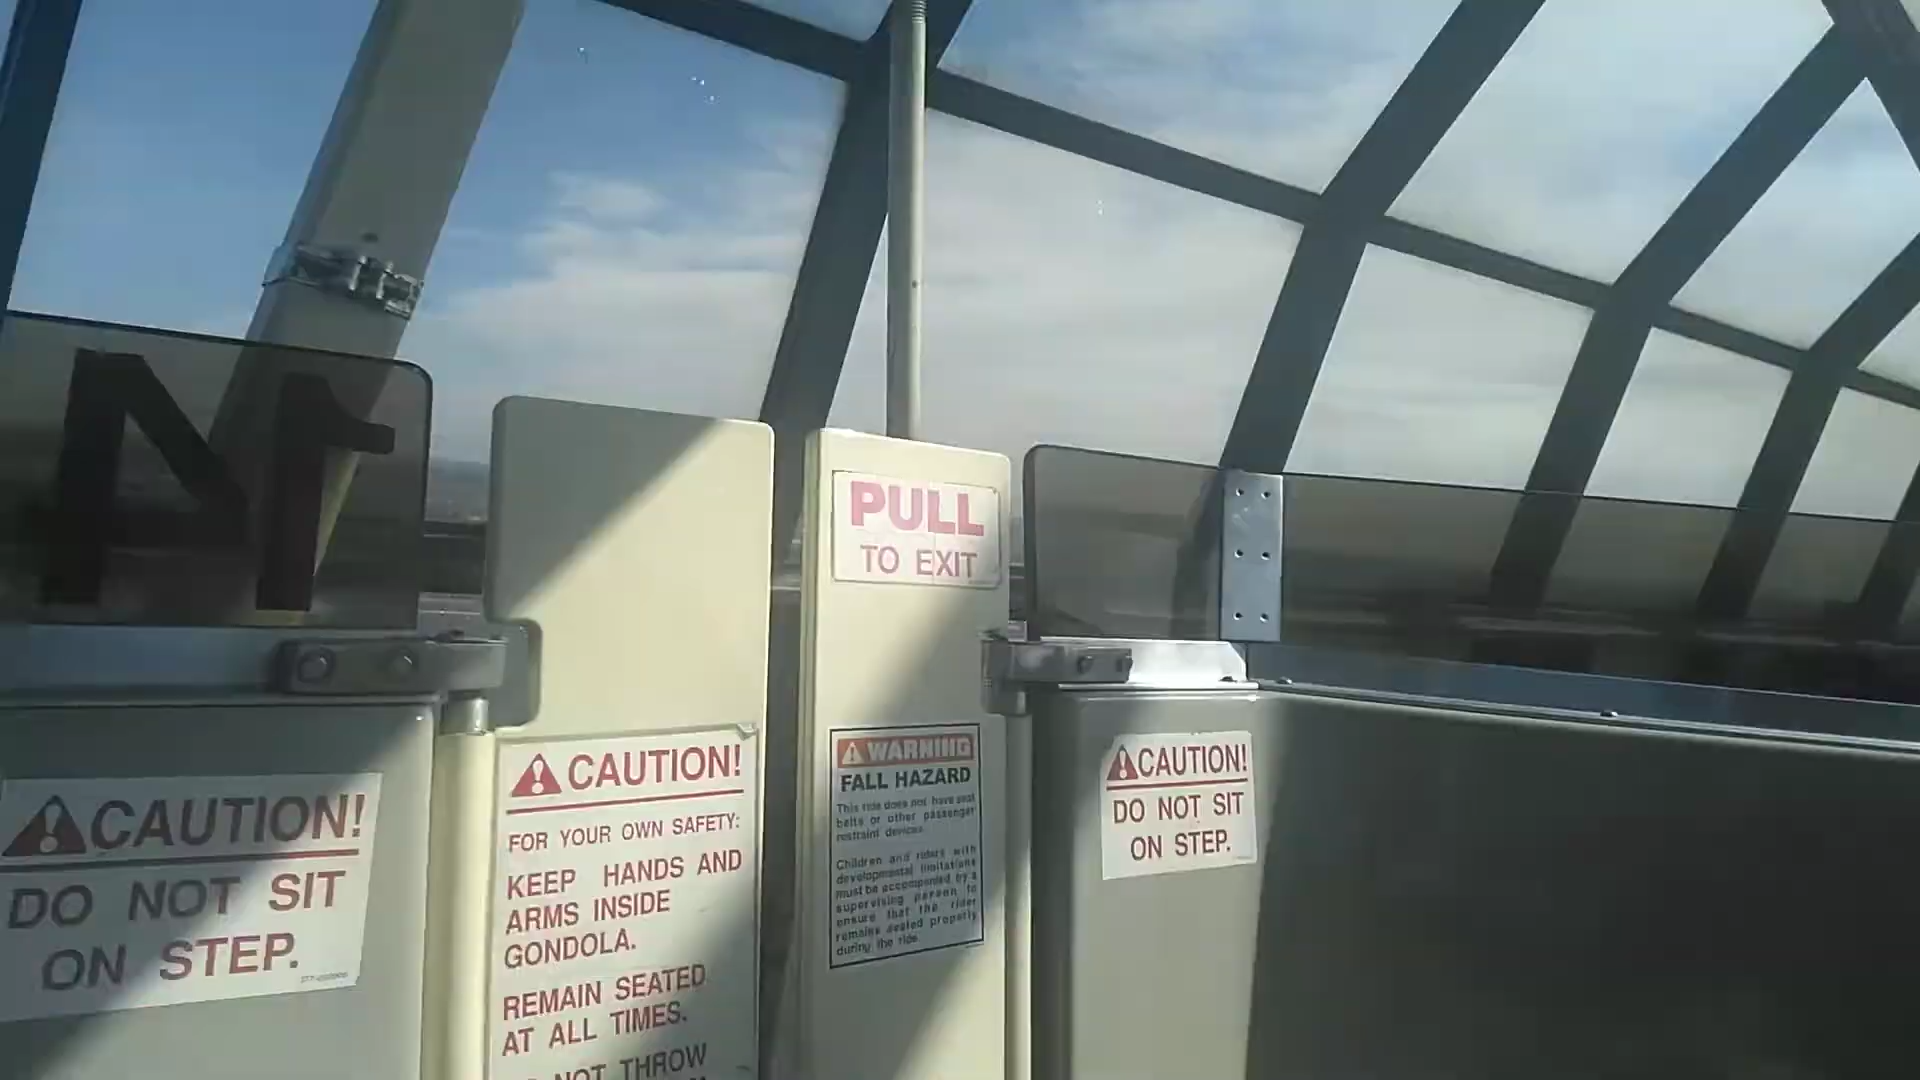 14
PULL
TO EXIT
CAUTION!
DO NOT SIT
ON STEP.
CAUTION!
FOR YOUR OWN SAFETY:
KEEP HANDS AND
ARMS INSIDE
GONDOLA.
REMAIN SEATED
AT ALL TIMES.
NOT THROW
WARNING
FALL HAZARD
This ride does not have seat
belts or other passenger
restraint devices.
Children and riders with
developmental limitations
must be accompanied by a
supervising person to
ensure that the rider
remains seated properly
during the ride.
CAUTION!
DO NOT SIT
ON STEP.